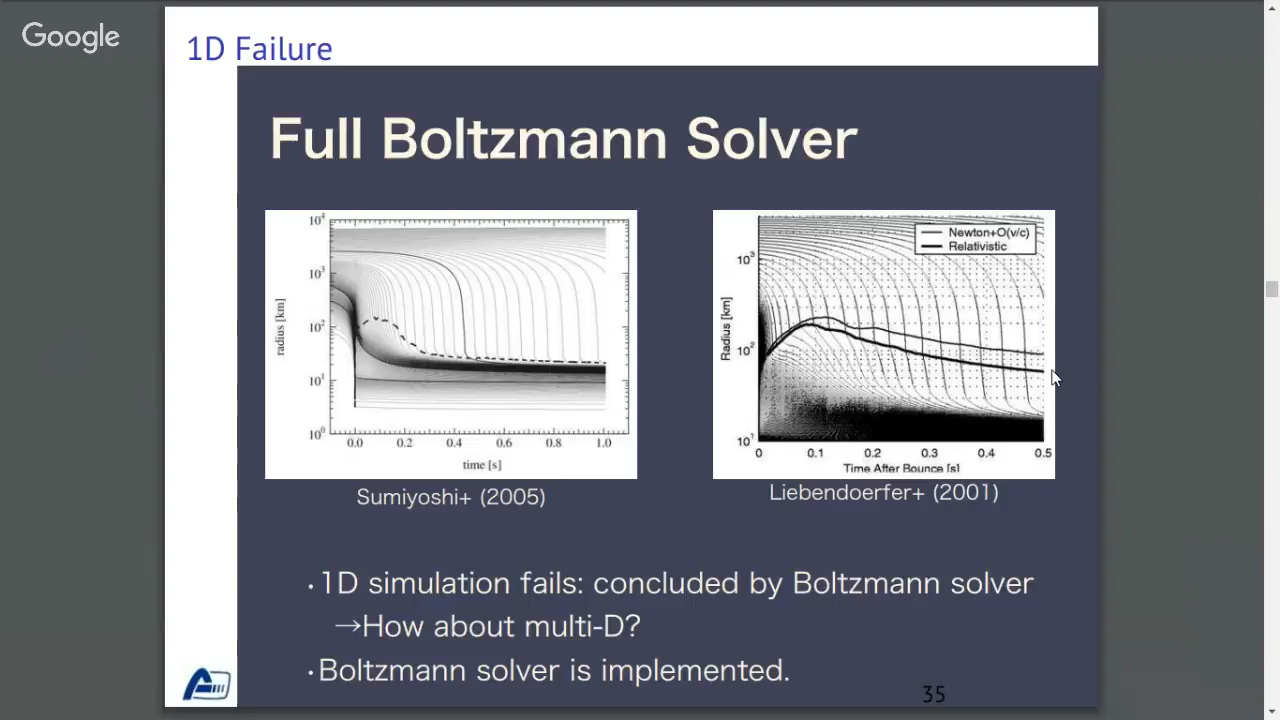 Google
1D Failure
Full Boltzmann Solver
10⁴
10³
10²
10¹
10⁰
radius [km]
0.0 0.2 0.4 0.6 0.8 1.0
time [s]
Sumiyoshi+ (2005)
Newton+O(v/c)
Relativistic
10³
10²
10¹
Radius [km]
0 0.1 0.2 0.3 0.4 0.5
Time After Bounce [s]
Liebendoerfer+ (2001)
・1D simulation fails: concluded by Boltzmann solver
→How about multi-D?
・Boltzmann solver is implemented.
35